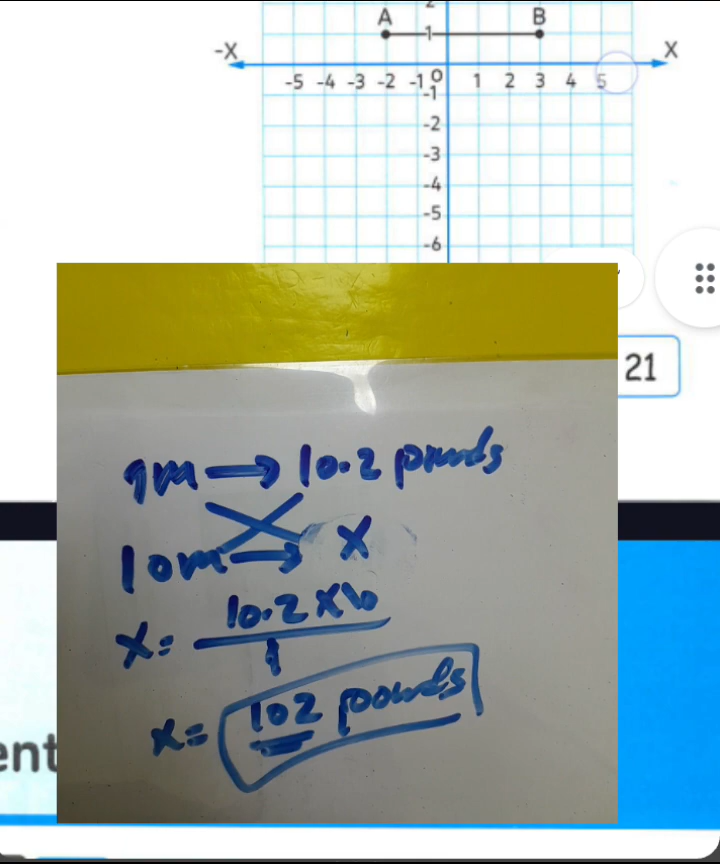 2
A B
1
-X X
-5 -4 -3 -2 -1 O 1 2 3 4 5
-1
-2
-3
-4
-5
-6
21
1m → 10.2 pounds
10m → X
X = 10.2 X 10
1
X = 102 pounds
ent